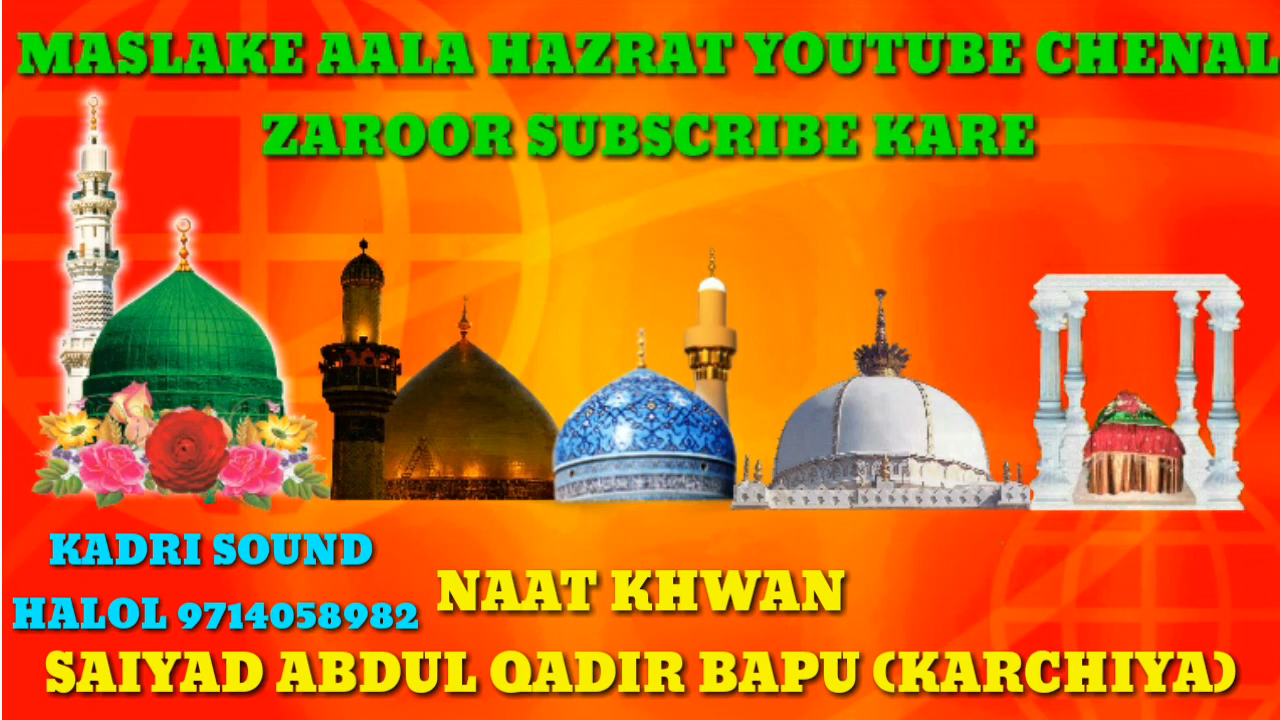 MASLAKE AALA HAZRAT YOUTUBE CHENAL
ZAROOR SUBSCRIBE KARE
KADRI SOUND
HALOL 9714058982
NAAT KHWAN
SAIYAD ABDUL QADIR BAPU (KARCHIYA)